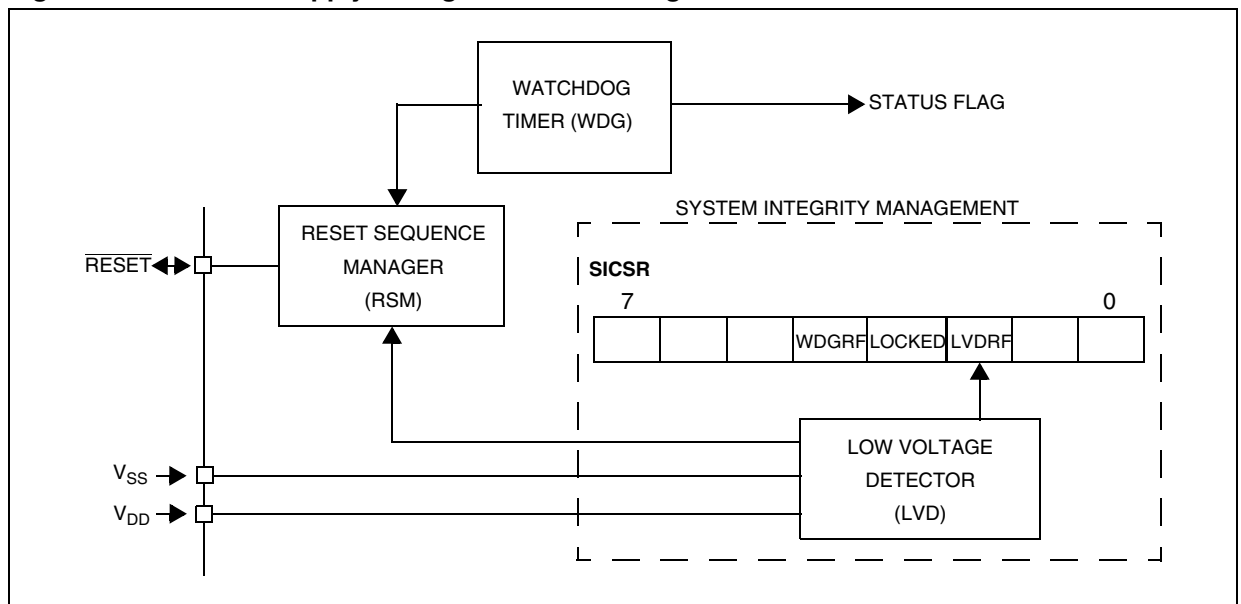 WATCHDOG
TIMER (WDG)
STATUS FLAG
SYSTEM INTEGRITY MANAGEMENT
RESET SEQUENCE
MANAGER
(RSM)
RESET
SICSR
7 0
WDGRF LOCKED LVDRF
LOW VOLTAGE
DETECTOR
(LVD)
VSS
VDD